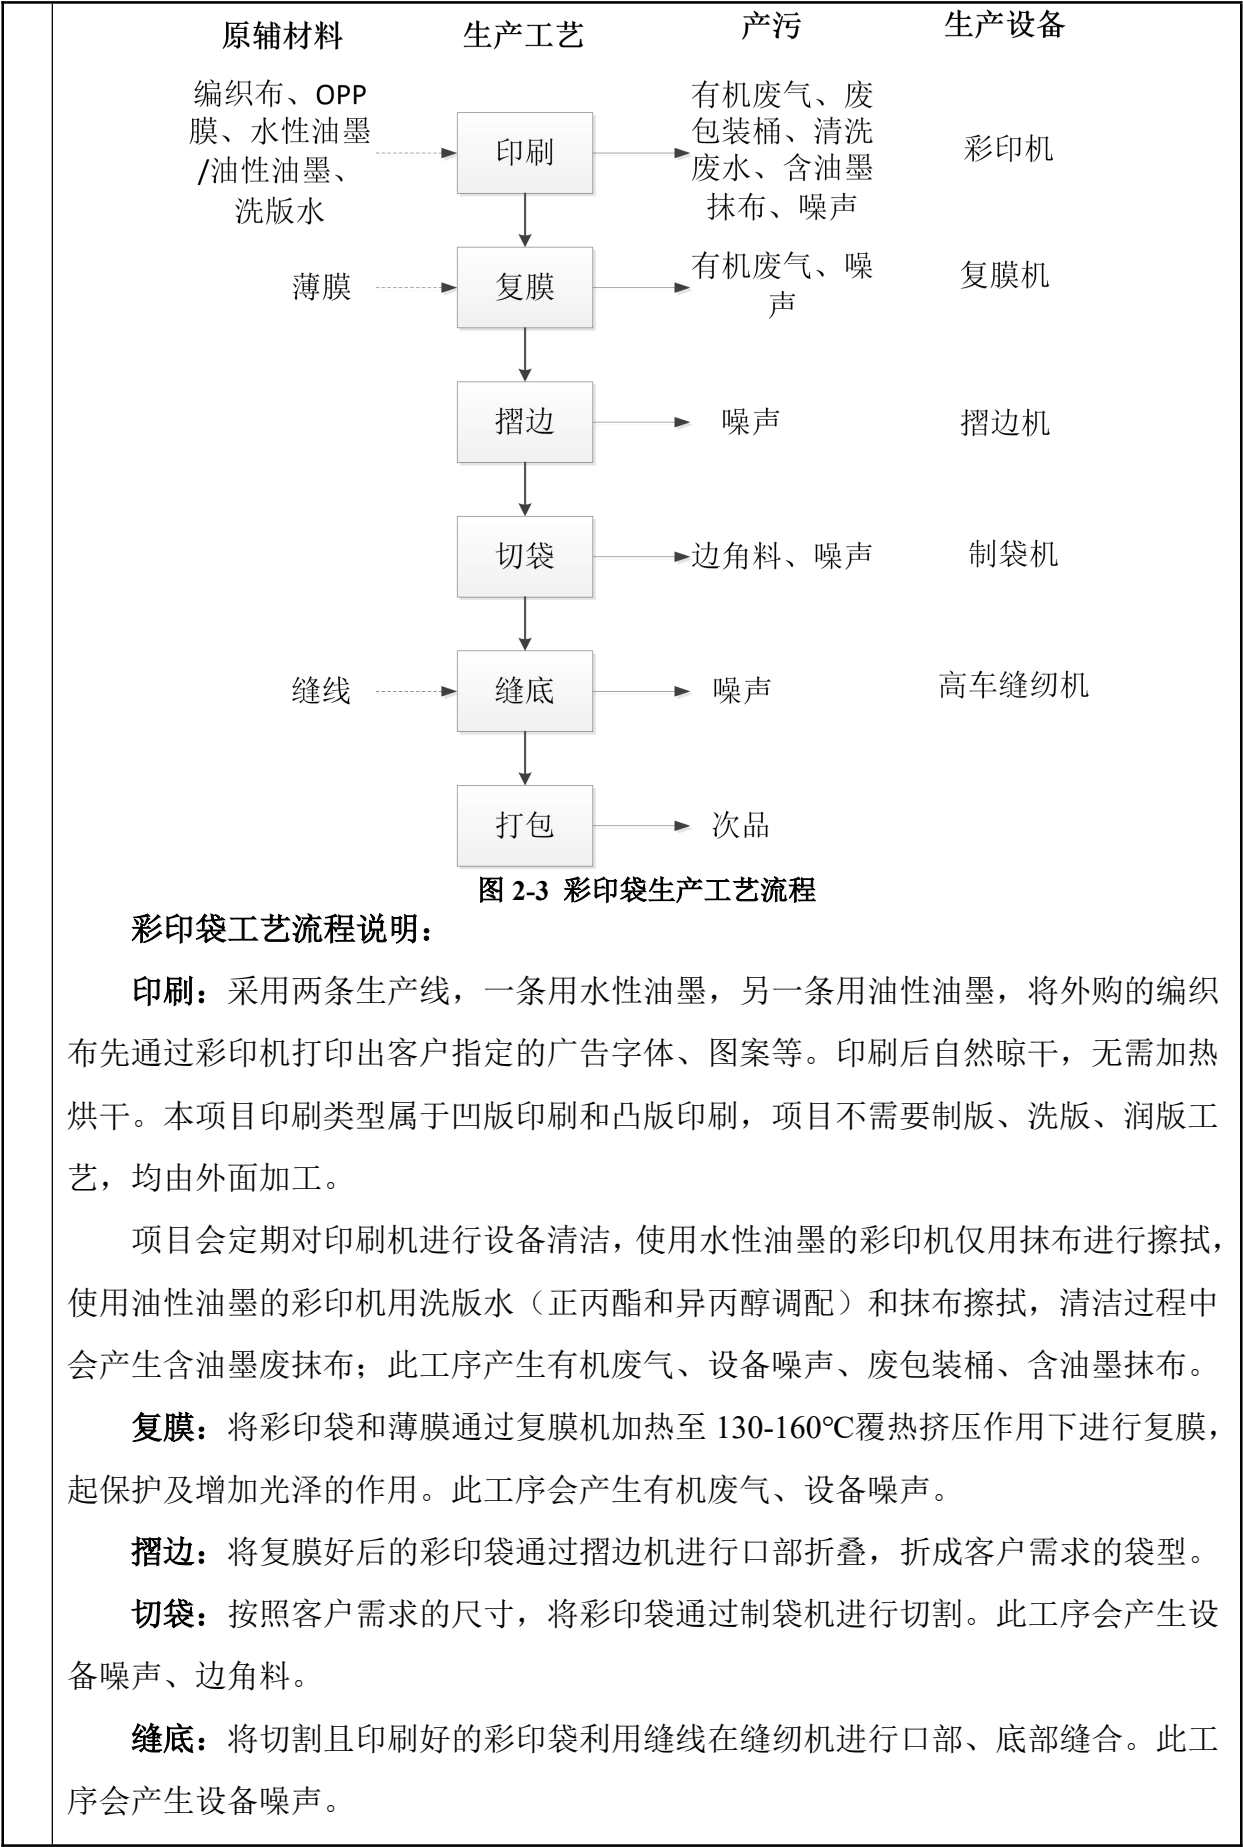 原辅材料 生产工艺 产污 生产设备
编织布、OPP
膜、水性油墨
/油性油墨、
洗版水
印刷
有机废气、废
包装桶、清洗
废水、含油墨
抹布、噪声
彩印机
薄膜
复膜
有机废气、噪
声
复膜机
摺边
噪声
摺边机
切袋
边角料、噪声
制袋机
缝线
缝底
噪声
高车缝纫机
打包
次品
图 2-3 彩印袋生产工艺流程
彩印袋工艺流程说明：
印刷：采用两条生产线，一条用水性油墨，另一条用油性油墨，将外购的编织
布先通过彩印机打印出客户指定的广告字体、图案等。印刷后自然晾干，无需加热
烘干。本项目印刷类型属于凹版印刷和凸版印刷，项目不需要制版、洗版、润版工
艺，均由外面加工。
项目会定期对印刷机进行设备清洁，使用水性油墨的彩印机仅用抹布进行擦拭，
使用油性油墨的彩印机用洗版水（正丙酯和异丙醇调配）和抹布擦拭，清洁过程中
会产生含油墨废抹布；此工序产生有机废气、设备噪声、废包装桶、含油墨抹布。
复膜：将彩印袋和薄膜通过复膜机加热至 130-160℃覆热挤压作用下进行复膜，
起保护及增加光泽的作用。此工序会产生有机废气、设备噪声。
摺边：将复膜好后的彩印袋通过摺边机进行口部折叠，折成客户需求的袋型。
切袋：按照客户需求的尺寸，将彩印袋通过制袋机进行切割。此工序会产生设
备噪声、边角料。
缝底：将切割且印刷好的彩印袋利用缝线在缝纫机进行口部、底部缝合。此工
序会产生设备噪声。